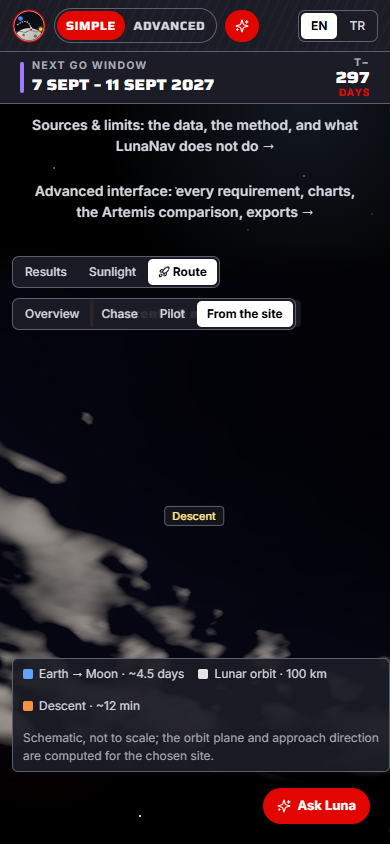 SIMPLE ADVANCED EN TR
NEXT GO WINDOW
7 SEPT – 11 SEPT 2027
T–
297
DAYS
Sources & limits: the data, the method, and what
LunaNav does not do →
Advanced interface: every requirement, charts,
the Artemis comparison, exports →
Results Sunlight Route
Overview Chase Pilot From the site
Descent
Earth → Moon · ~4.5 days Lunar orbit · 100 km
Descent · ~12 min
Schematic, not to scale; the orbit plane and approach direction
are computed for the chosen site.
Ask Luna